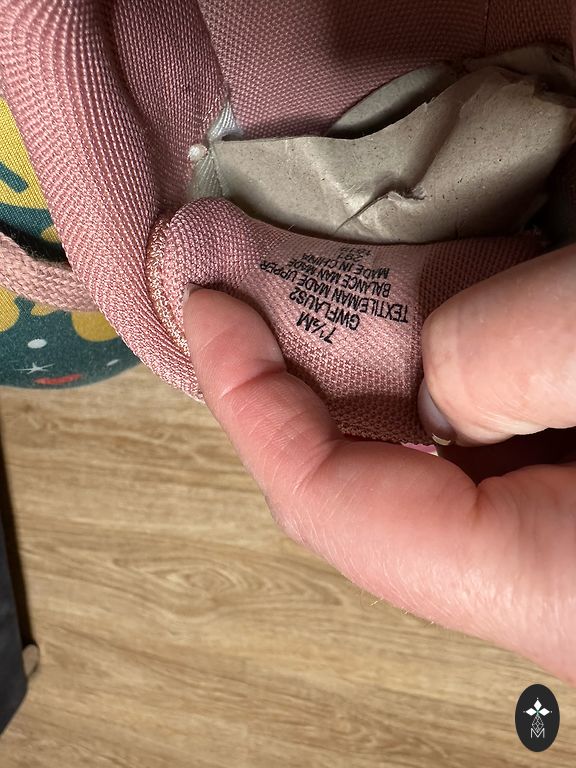 7½M
GWFLAUS2
TEXTILE/MAN MADE UPPER
BALANCE MAN MADE
MADE IN CHINA